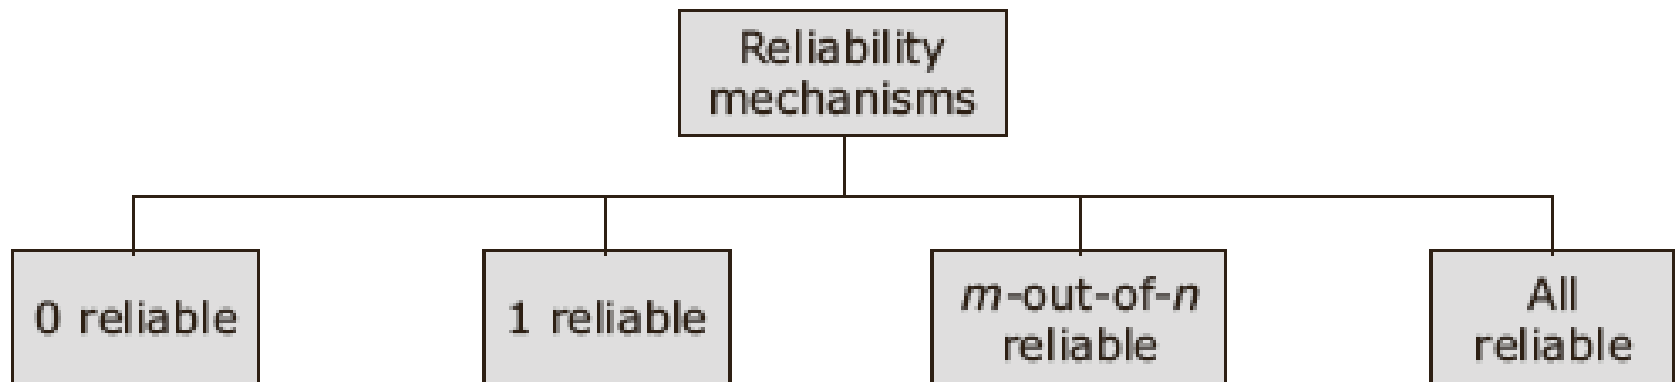 Reliability
mechanisms
0 reliable
1 reliable
m-out-of-n
reliable
All
reliable